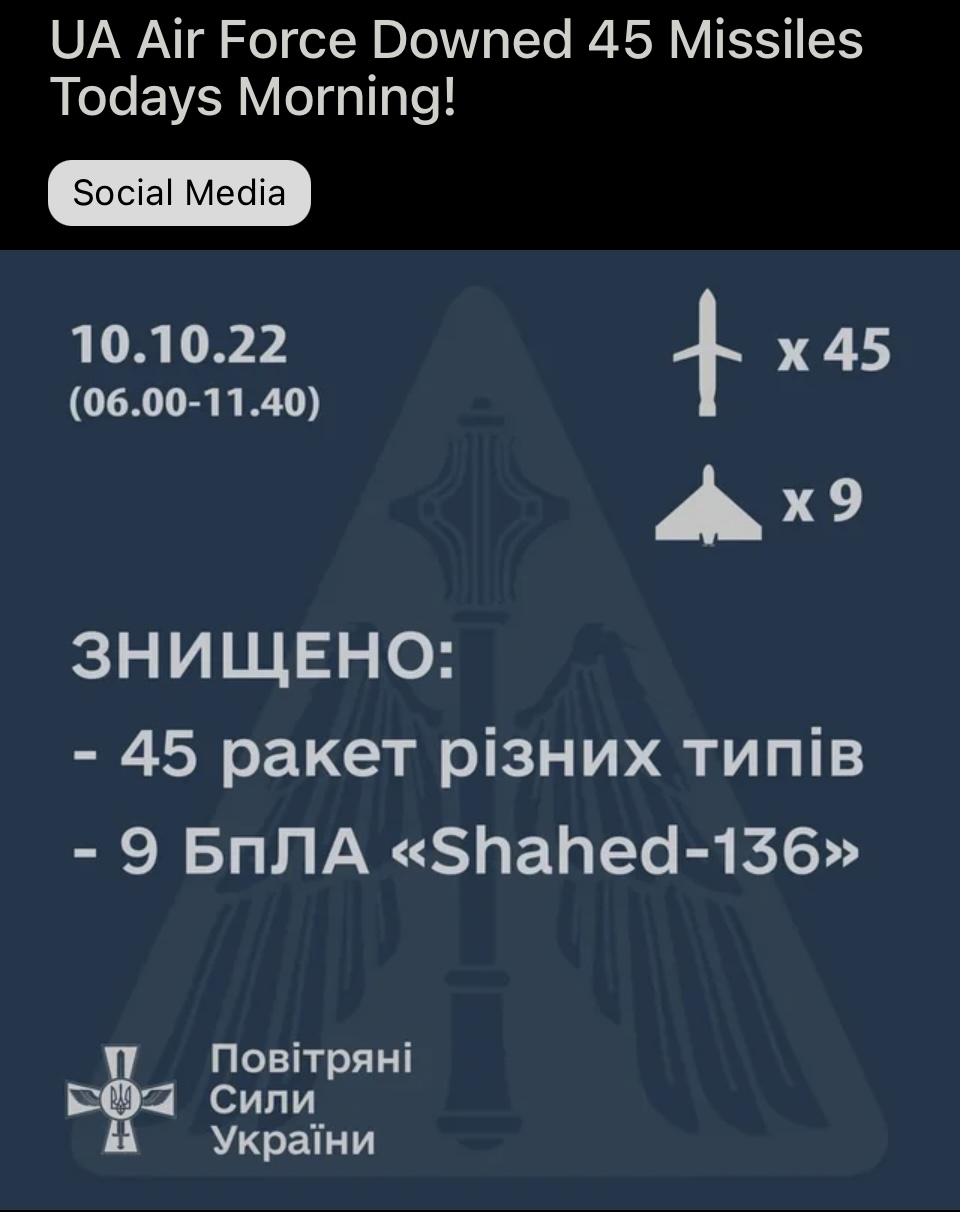 UA Air Force Downed 45 Missiles
Todays Morning!
Social Media
10.10.22
(06.00-11.40)
x 45
x 9
ЗНИЩЕНО:
- 45 ракет різних типів
- 9 БпЛА «Shahed-136»
Повітряні
Сили
України